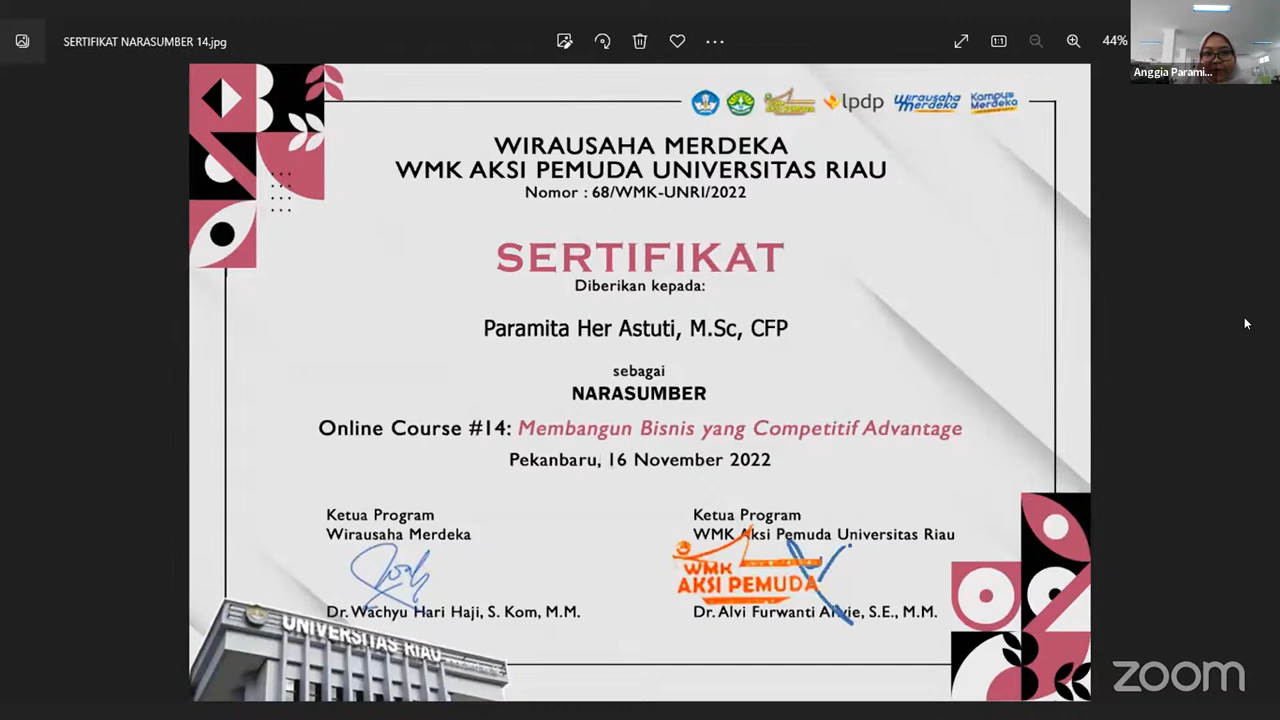 SERTIFIKAT NARASUMBER 14.jpg
44%
Anggia Parami...
lpdp
Wirausaha
Merdeka
Kampus
Merdeka
WIRAUSAHA MERDEKA
WMK AKSI PEMUDA UNIVERSITAS RIAU
Nomor : 68/WMK-UNRI/2022
SERTIFIKAT
Diberikan kepada:
Paramita Her Astuti, M.Sc, CFP
sebagai
NARASUMBER
Online Course #14: Membangun Bisnis yang Competitif Advantage
Pekanbaru, 16 November 2022
Ketua Program
Wirausaha Merdeka
Dr. Wachyu Hari Haji, S. Kom, M.M.
Ketua Program
WMK Aksi Pemuda Universitas Riau
WMK
AKSI PEMUDA
Dr. Alvi Furwanti Alwie, S.E., M.M.
UNIVERSITAS RIAU
zoom